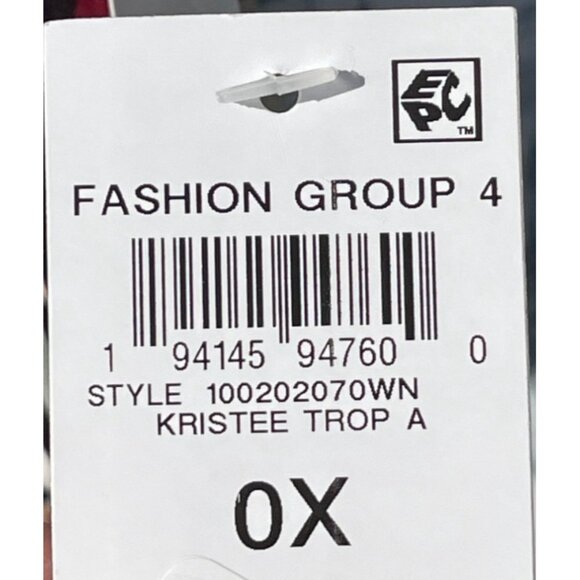 EPC
TM
FASHION GROUP 4
1 94145 94760 0
STYLE 100202070WN
KRISTEE TROP A
0X